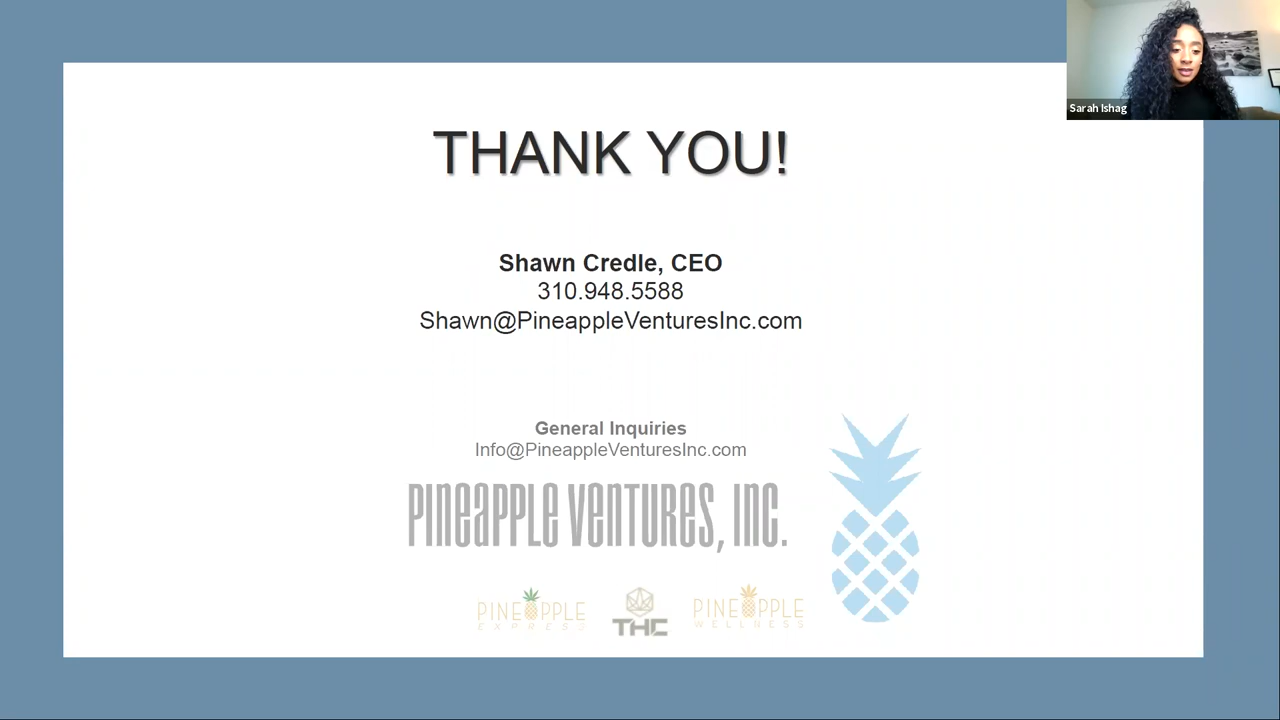 Sarah Ishag
THANK YOU!
Shawn Credle, CEO
310.948.5588
Shawn@PineappleVenturesInc.com
General Inquiries
Info@PineappleVenturesInc.com
PINEAPPLE VENTURES, INC.
PINEAPPLE EXPRESS
THC
PINEAPPLE WELLNESS